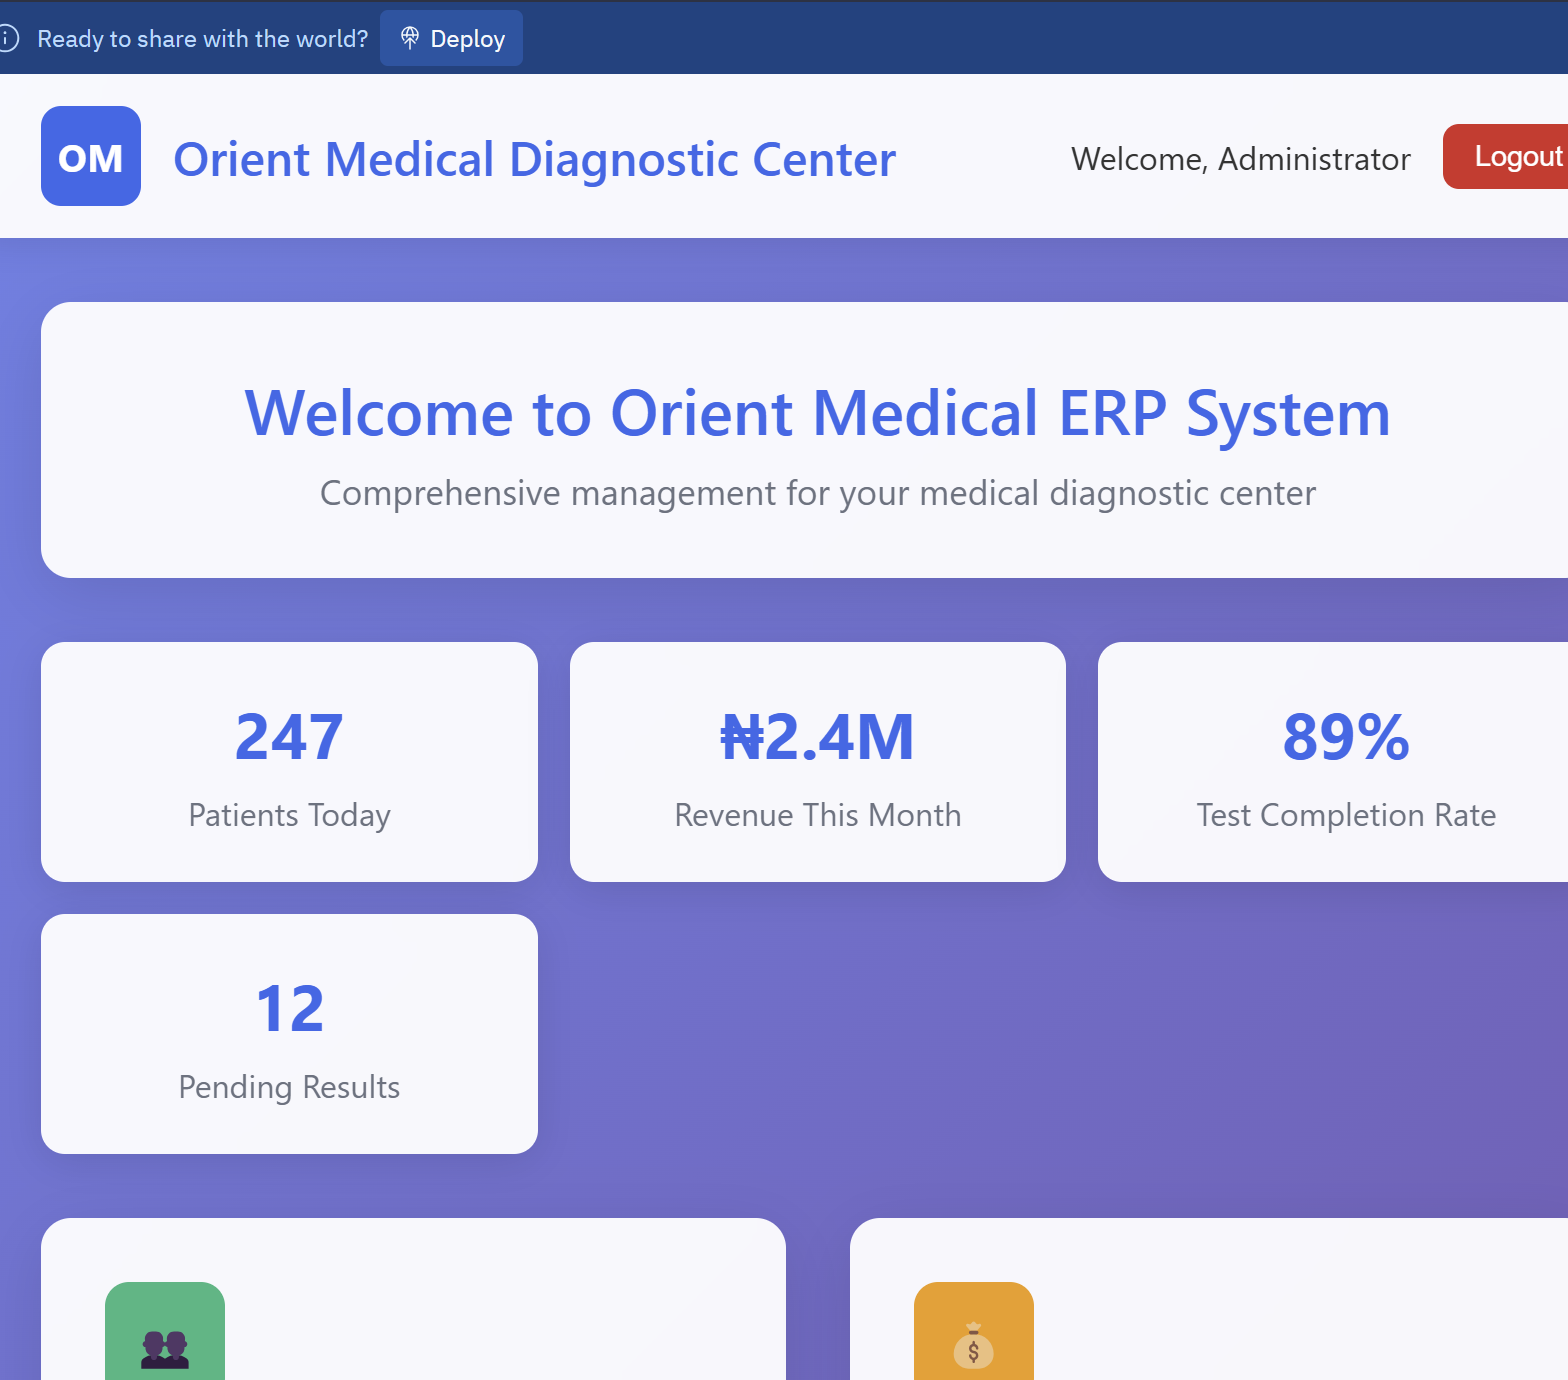 Ready to share with the world? Deploy
OM Orient Medical Diagnostic Center Welcome, Administrator Logout
Welcome to Orient Medical ERP System
Comprehensive management for your medical diagnostic center
247
Patients Today
₦2.4M
Revenue This Month
89%
Test Completion Rate
12
Pending Results